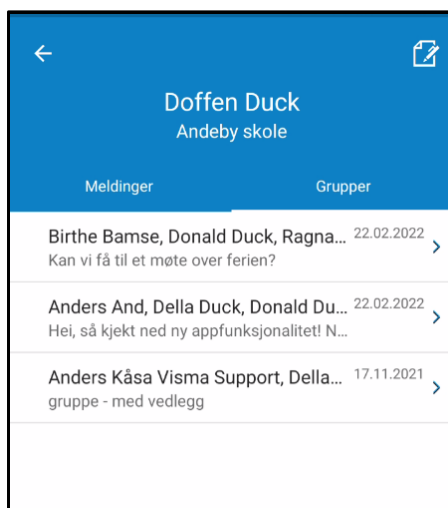 Doffen Duck
Andeby skole
Meldinger Grupper
Birthe Bamse, Donald Duck, Ragna... 22.02.2022
Kan vi få til et møte over ferien?
Anders And, Della Duck, Donald Du... 22.02.2022
Hei, så kjekt ned ny appfunksjonalitet! N...
Anders Kåsa Visma Support, Della... 17.11.2021
gruppe - med vedlegg